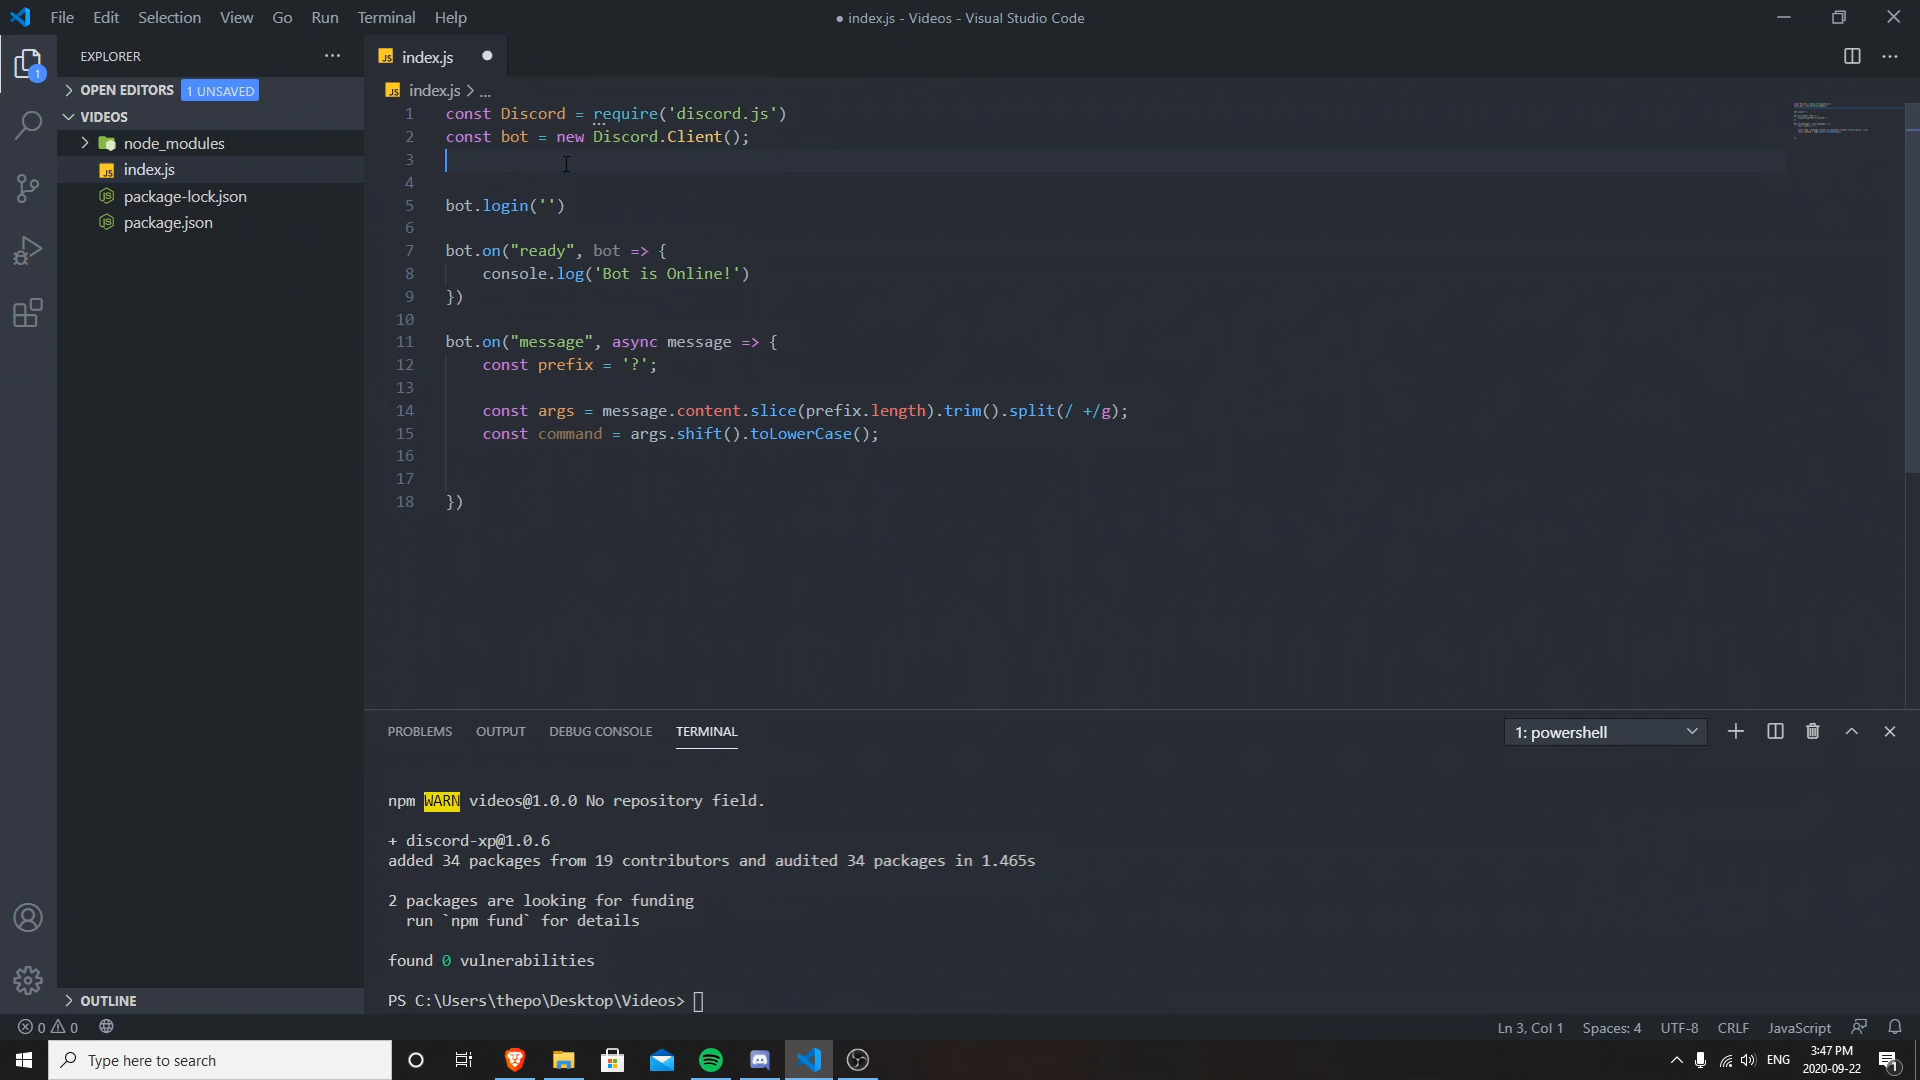 File Edit Selection View Go Run Terminal Help
● index.js - Videos - Visual Studio Code
1
EXPLORER
OPEN EDITORS 1 UNSAVED
VIDEOS
node_modules
JS index.js
package-lock.json
package.json
OUTLINE
JS index.js
JS index.js > ...
1 const Discord = require('discord.js')
2 const bot = new Discord.Client();
3
4
5 bot.login('')
6
7 bot.on("ready", bot => {
8 console.log('Bot is Online!')
9 })
10
11 bot.on("message", async message => {
12 const prefix = '?';
13
14 const args = message.content.slice(prefix.length).trim().split(/ +/g);
15 const command = args.shift().toLowerCase();
16
17
18 })
PROBLEMS OUTPUT DEBUG CONSOLE TERMINAL
1: powershell
npm WARN videos@1.0.0 No repository field.
+ discord-xp@1.0.6
added 34 packages from 19 contributors and audited 34 packages in 1.465s
2 packages are looking for funding
run `npm fund` for details
found 0 vulnerabilities
PS C:\Users\thepo\Desktop\Videos>
0 0
Ln 3, Col 1 Spaces: 4 UTF-8 CRLF JavaScript
Type here to search
ENG
3:47 PM
2020-09-22
1